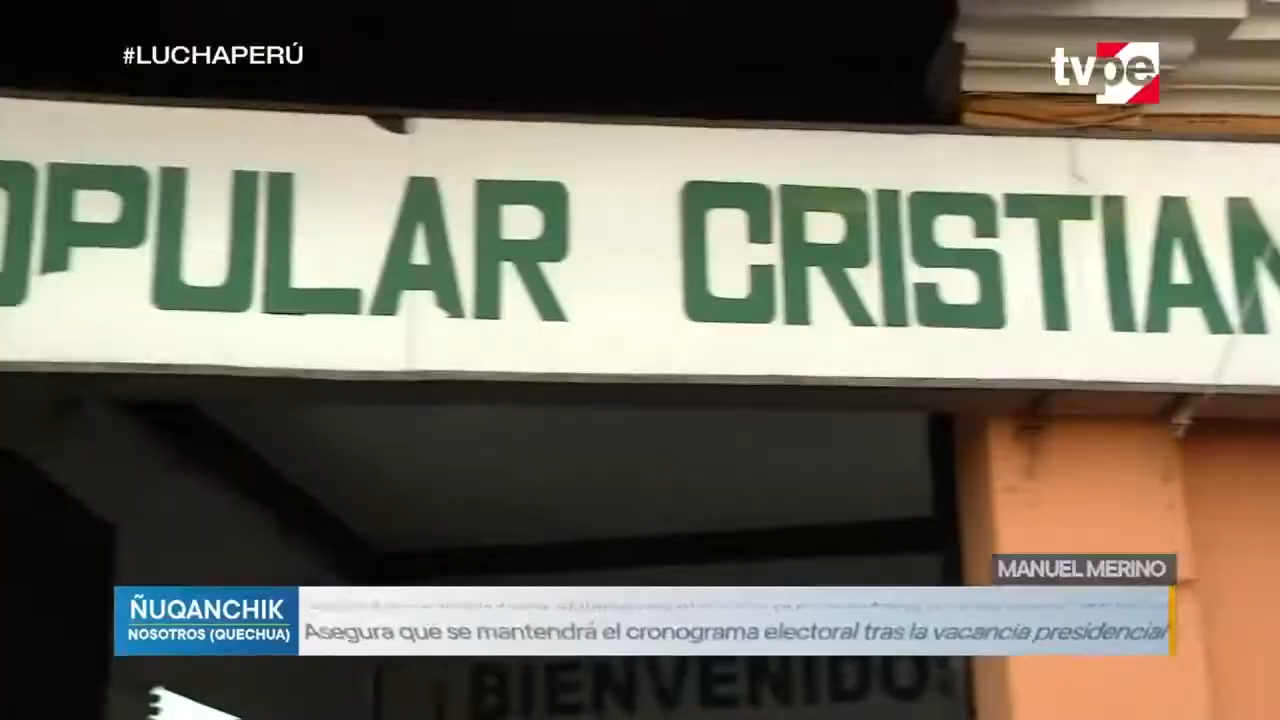 #LUCHAPERÚ
tvpe
OPULAR CRISTIAN
MANUEL MERINO
ÑUQANCHIK
NOSOTROS (QUECHUA)
Asegura que se mantendrá el cronograma electoral tras la vacancia presidencial
¡BIENVENIDO